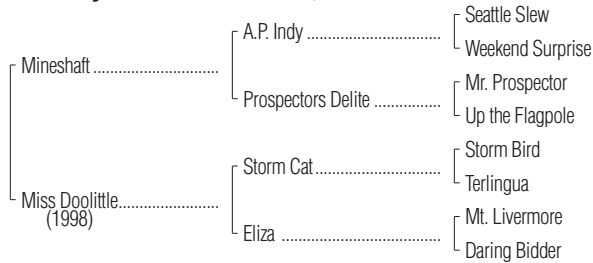 Seattle Slew
A.P. Indy ..............................
Weekend Surprise
Mineshaft ............................
Mr. Prospector
Prospectors Delite ...............
Up the Flagpole
Storm Bird
Storm Cat ............................
Terlingua
Miss Doolittle ......................
(1998)
Mt. Livermore
Eliza ....................................
Daring Bidder